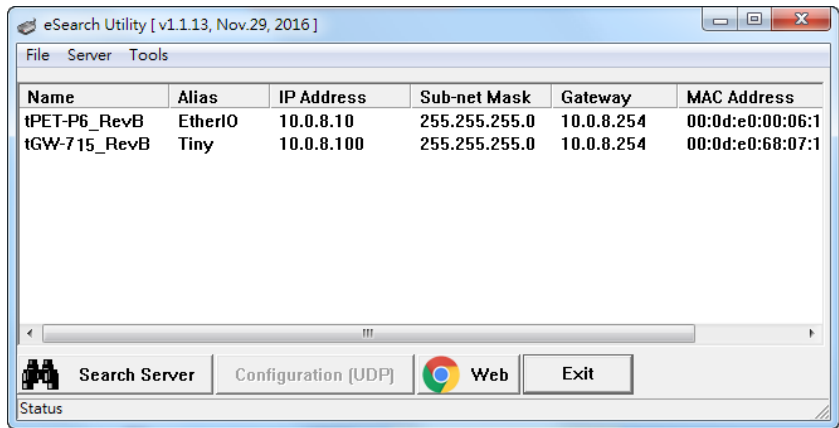 eSearch Utility [ v1.1.13, Nov.29, 2016 ]
File Server Tools
Name Alias IP Address Sub-net Mask Gateway MAC Address
tPET-P6_RevB EtherIO 10.0.8.10 255.255.255.0 10.0.8.254 00:0d:e0:00:06:1
tGW-715_RevB Tiny 10.0.8.100 255.255.255.0 10.0.8.254 00:0d:e0:68:07:1
Search Server Configuration (UDP) Web Exit
Status